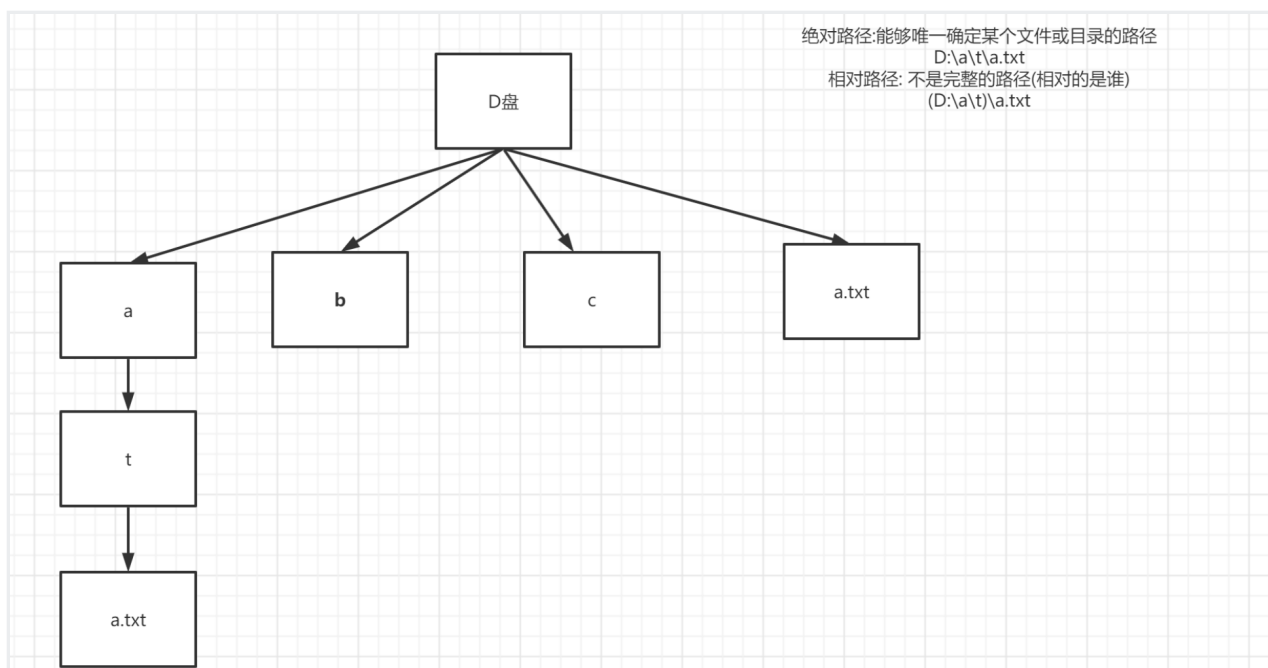 绝对路径:能够唯一确定某个文件或目录的路径
D:\a\t\a.txt
相对路径: 不是完整的路径(相对的是谁)
(D:\a\t)\a.txt
D盘
a
b
c
a.txt
t
a.txt